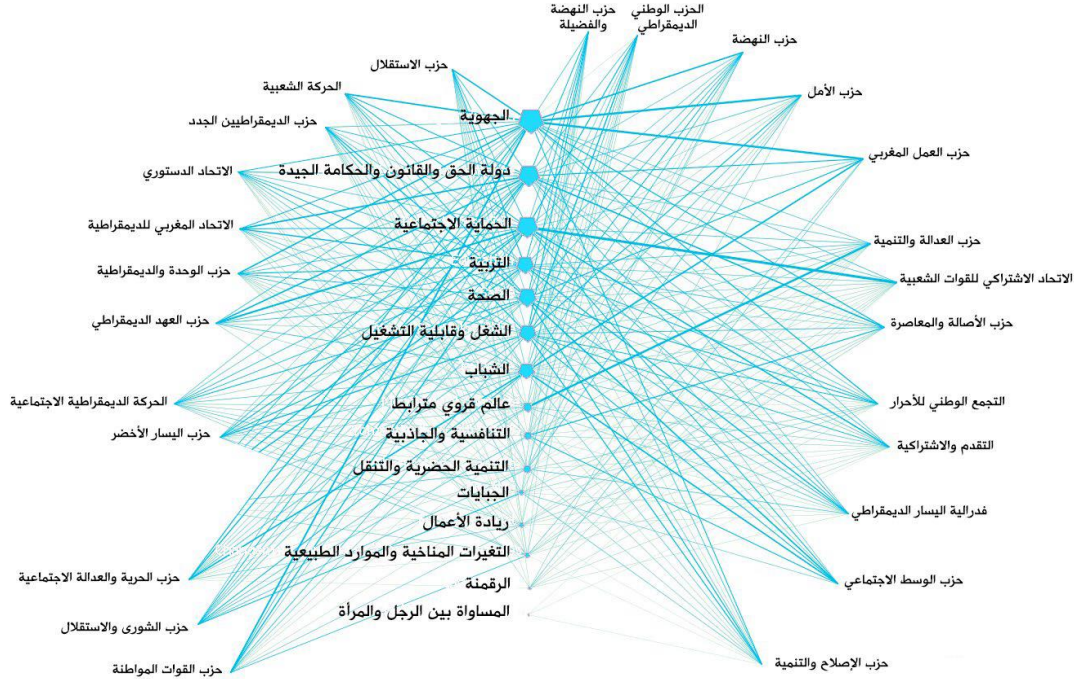 حزب النهضة
والفضيلة
الحزب الوطني
الديمقراطي
حزب النهضة
حزب الأمل
حزب العمل المغربي
حزب العدالة والتنمية
الاتحاد الاشتراكي للقوات الشعبية
حزب الأصالة والمعاصرة
التجمع الوطني للأحرار
التقدم والاشتراكية
فدرالية اليسار الديمقراطي
حزب الوسط الاجتماعي
حزب الإصلاح والتنمية
الجهوية
دولة الحق والقانون والحكامة الجيدة
الحماية الاجتماعية
التربية
الصحة
الشغل وقابلية التشغيل
الشباب
عالم قروي مترابط
التنافسية والجاذبية
التنمية الحضرية والتنقل
الجبايات
ريادة الأعمال
التغيرات المناخية والموارد الطبيعية
الرقمنة
المساواة بين الرجل والمرأة
حزب الاستقلال
الحركة الشعبية
حزب الديمقراطيين الجدد
الاتحاد الدستوري
الاتحاد المغربي للديمقراطية
حزب الوحدة والديمقراطية
حزب العهد الديمقراطي
الحركة الديمقراطية الاجتماعية
حزب اليسار الأخضر
حزب الحرية والعدالة الاجتماعية
حزب الشورى والاستقلال
حزب القوات المواطنة